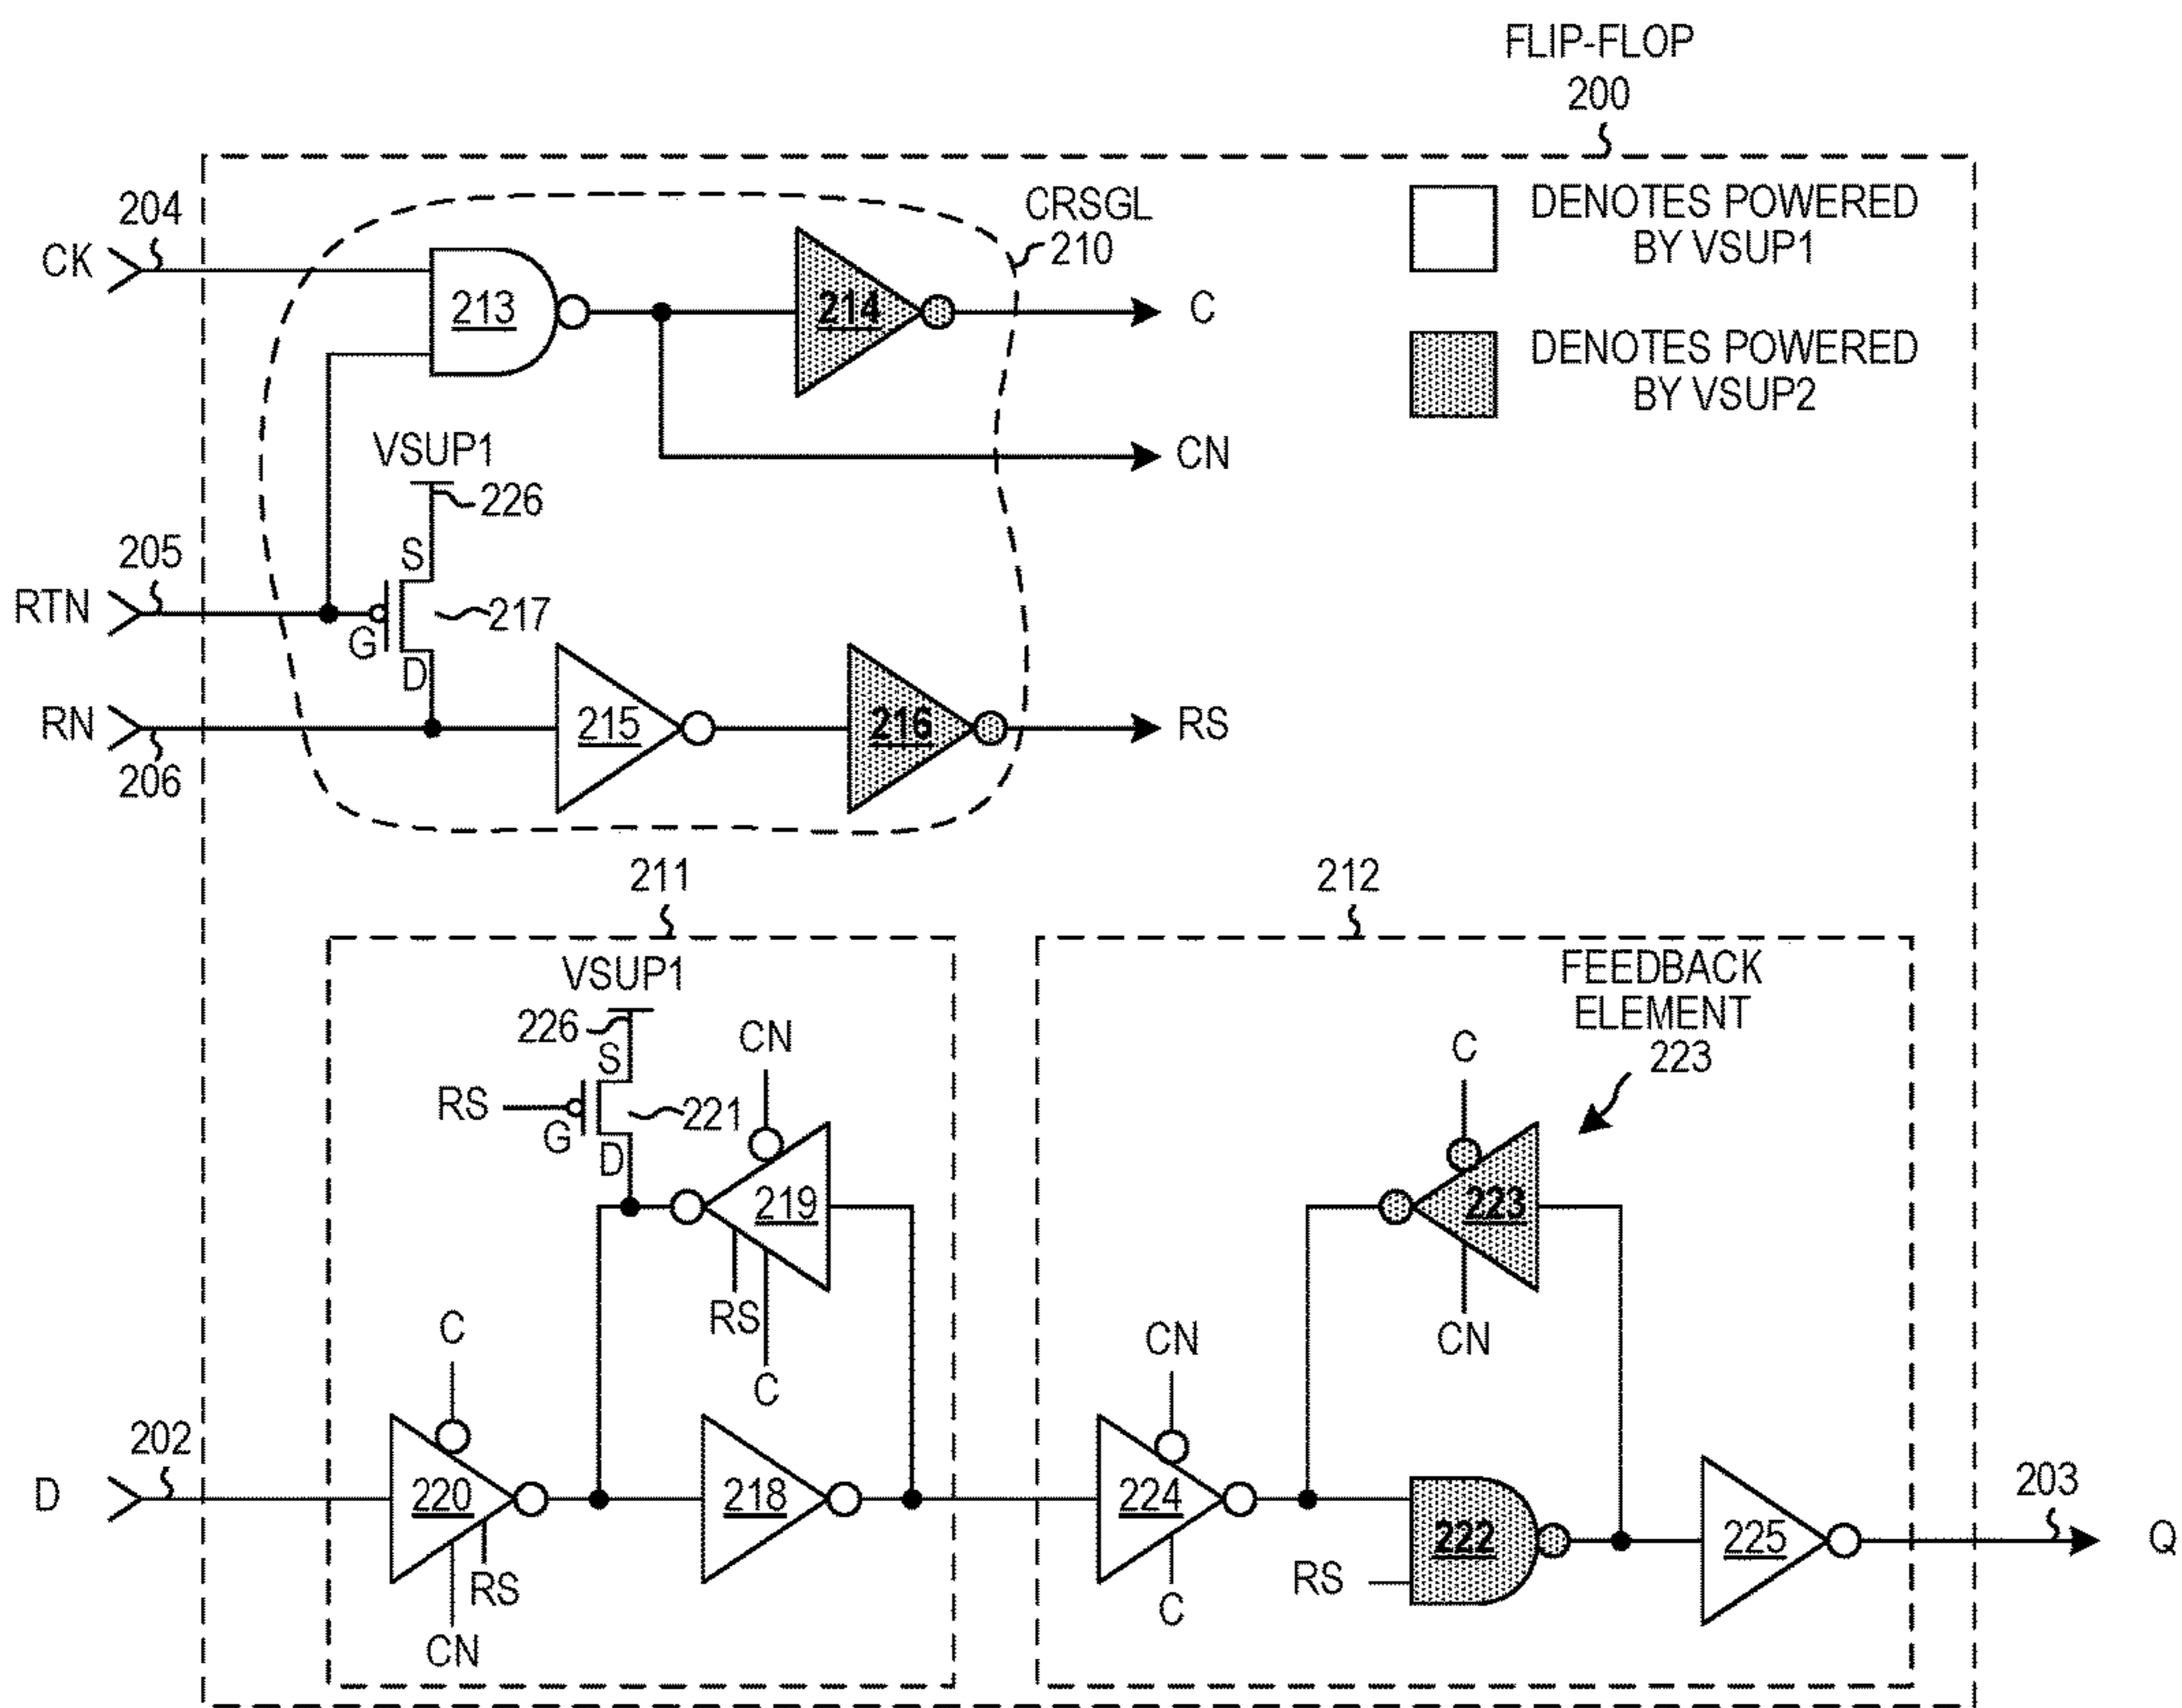 FLIP-FLOP
200
204
CK
213
214
CRSGL
210
C
CN
DENOTES POWERED
BY VSUP1
DENOTES POWERED
BY VSUP2
VSUP1
226
S
205
RTN
G
217
D
RN
206
215
216
RS
211
212
VSUP1
226
S
CN
RS
G
221
D
219
RS
C
FEEDBACK
ELEMENT
223
C
223
CN
202
D
C
220
RS
CN
218
CN
224
C
RS
222
225
203
Q